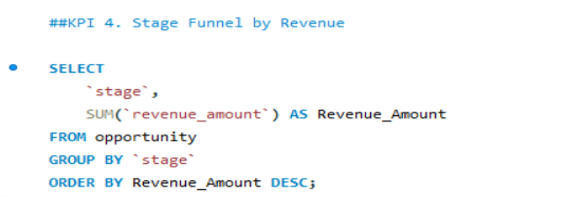 ##KPI 4. Stage Funnel by Revenue
SELECT
`stage`,
SUM(`revenue_amount`) AS Revenue_Amount
FROM opportunity
GROUP BY `stage`
ORDER BY Revenue_Amount DESC;